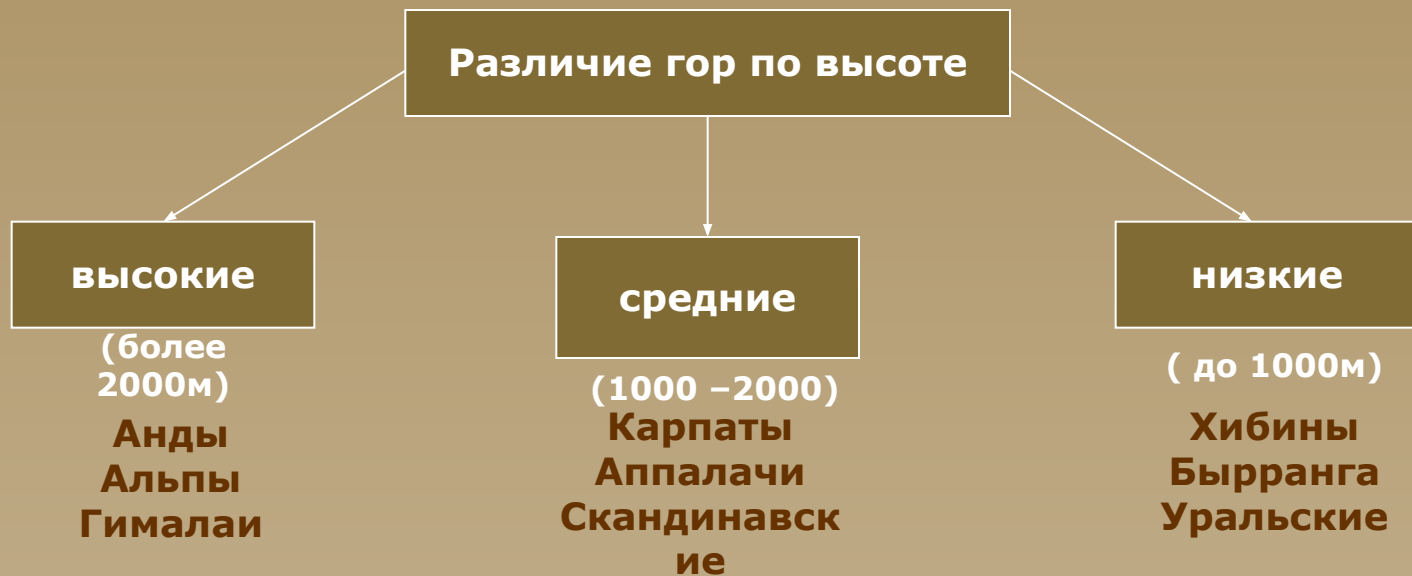 Различие гор по высоте
высокие
(более
2000м)
Анды
Альпы
Гималаи
средние
(1000 –2000)
Карпаты
Аппалачи
Скандинавск
ие
низкие
( до 1000м)
Хибины
Бырранга
Уральские